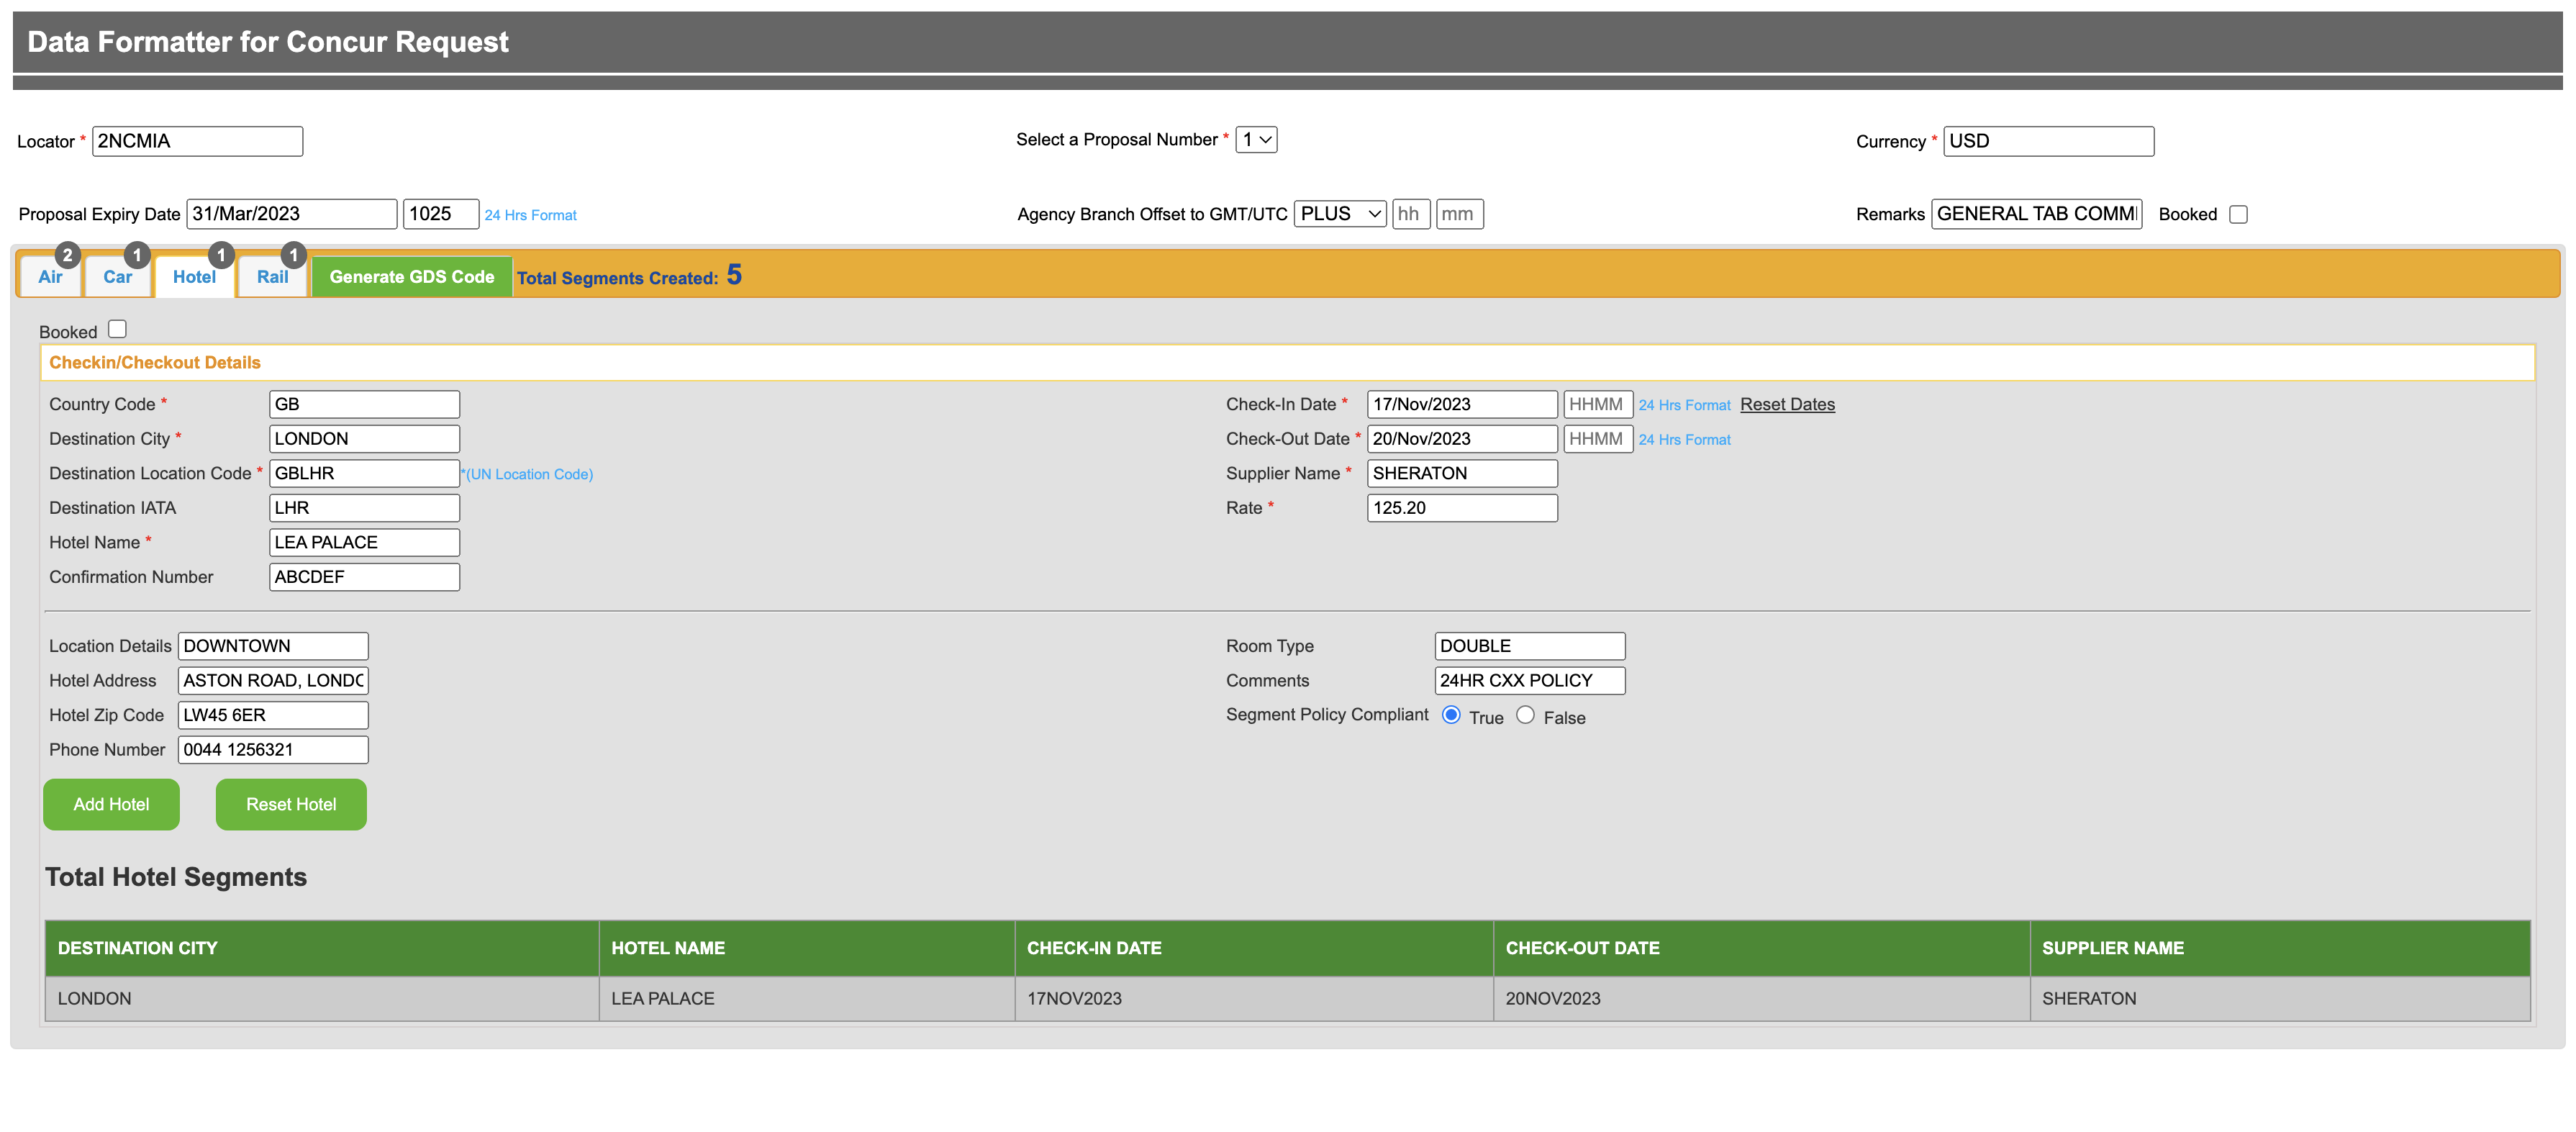 Data Formatter for Concur Request
Locator * 2NCMIA Select a Proposal Number * 1 Currency * USD
Proposal Expiry Date 31/Mar/2023 1025 24 Hrs Format Agency Branch Offset to GMT/UTC PLUS hh mm Remarks GENERAL TAB COMM Booked
2 1 1 1
Air Car Hotel Rail Generate GDS Code Total Segments Created: 5
Booked
Checkin/Checkout Details
Country Code * GB Check-In Date * 17/Nov/2023 HHMM 24 Hrs Format Reset Dates
Destination City * LONDON Check-Out Date * 20/Nov/2023 HHMM 24 Hrs Format
Destination Location Code * GBLHR *(UN Location Code) Supplier Name * SHERATON
Destination IATA LHR Rate * 125.20
Hotel Name * LEA PALACE
Confirmation Number ABCDEF
Location Details DOWNTOWN Room Type DOUBLE
Hotel Address ASTON ROAD, LONDO Comments 24HR CXX POLICY
Hotel Zip Code LW45 6ER Segment Policy Compliant True False
Phone Number 0044 1256321
Add Hotel Reset Hotel
Total Hotel Segments
DESTINATION CITY HOTEL NAME CHECK-IN DATE CHECK-OUT DATE SUPPLIER NAME
LONDON LEA PALACE 17NOV2023 20NOV2023 SHERATON